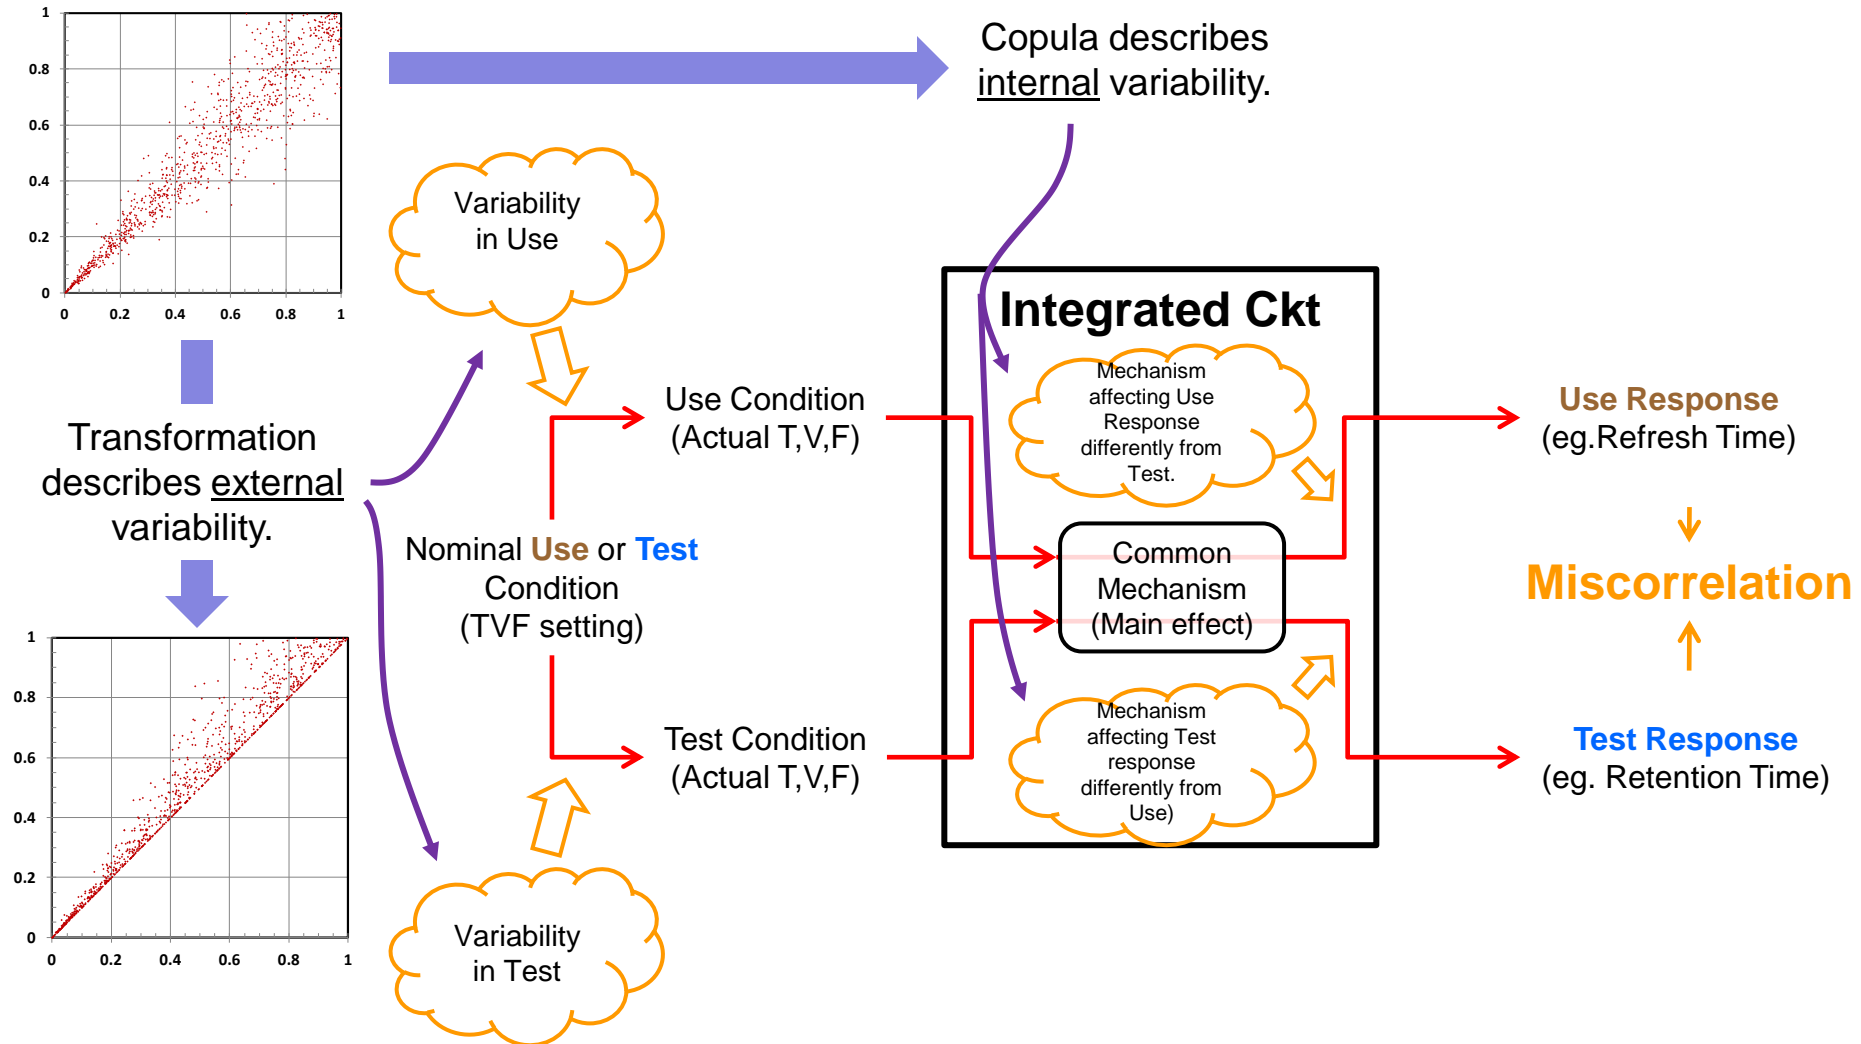 1
0.8
0.6
0.4
0.2
0
0 0.2 0.4 0.6 0.8 1
Copula describes
internal variability.
Variability
in Use
Transformation
describes external
variability.
Nominal Use or Test
Condition
(TVF setting)
Use Condition
(Actual T,V,F)
Test Condition
(Actual T,V,F)
Integrated Ckt
Mechanism
affecting Use
Response
differently from
Test.
Common
Mechanism
(Main effect)
Mechanism
affecting Test
response
differently from
Use)
Use Response
(eg.Refresh Time)
Miscorrelation
Test Response
(eg. Retention Time)
1
0.8
0.6
0.4
0.2
0
0 0.2 0.4 0.6 0.8 1
Variability
in Test